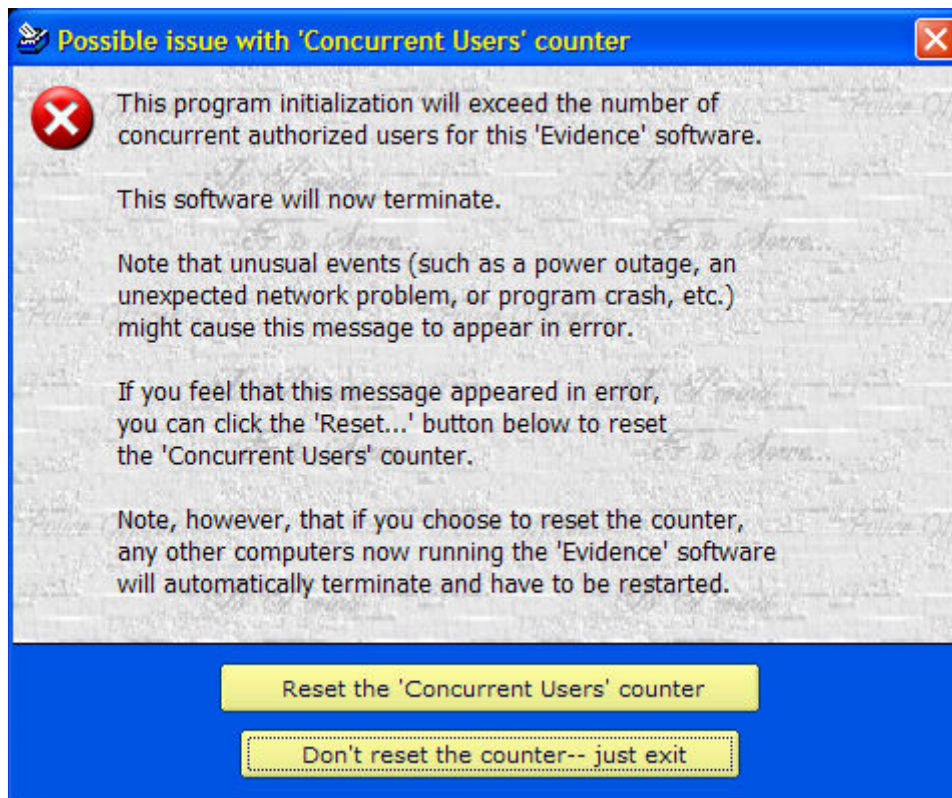 Possible issue with 'Concurrent Users' counter
This program initialization will exceed the number of
concurrent authorized users for this 'Evidence' software.
This software will now terminate.
Note that unusual events (such as a power outage, an
unexpected network problem, or program crash, etc.)
might cause this message to appear in error.
If you feel that this message appeared in error,
you can click the 'Reset...' button below to reset
the 'Concurrent Users' counter.
Note, however, that if you choose to reset the counter,
any other computers now running the 'Evidence' software
will automatically terminate and have to be restarted.
Reset the 'Concurrent Users' counter
Don't reset the counter-- just exit